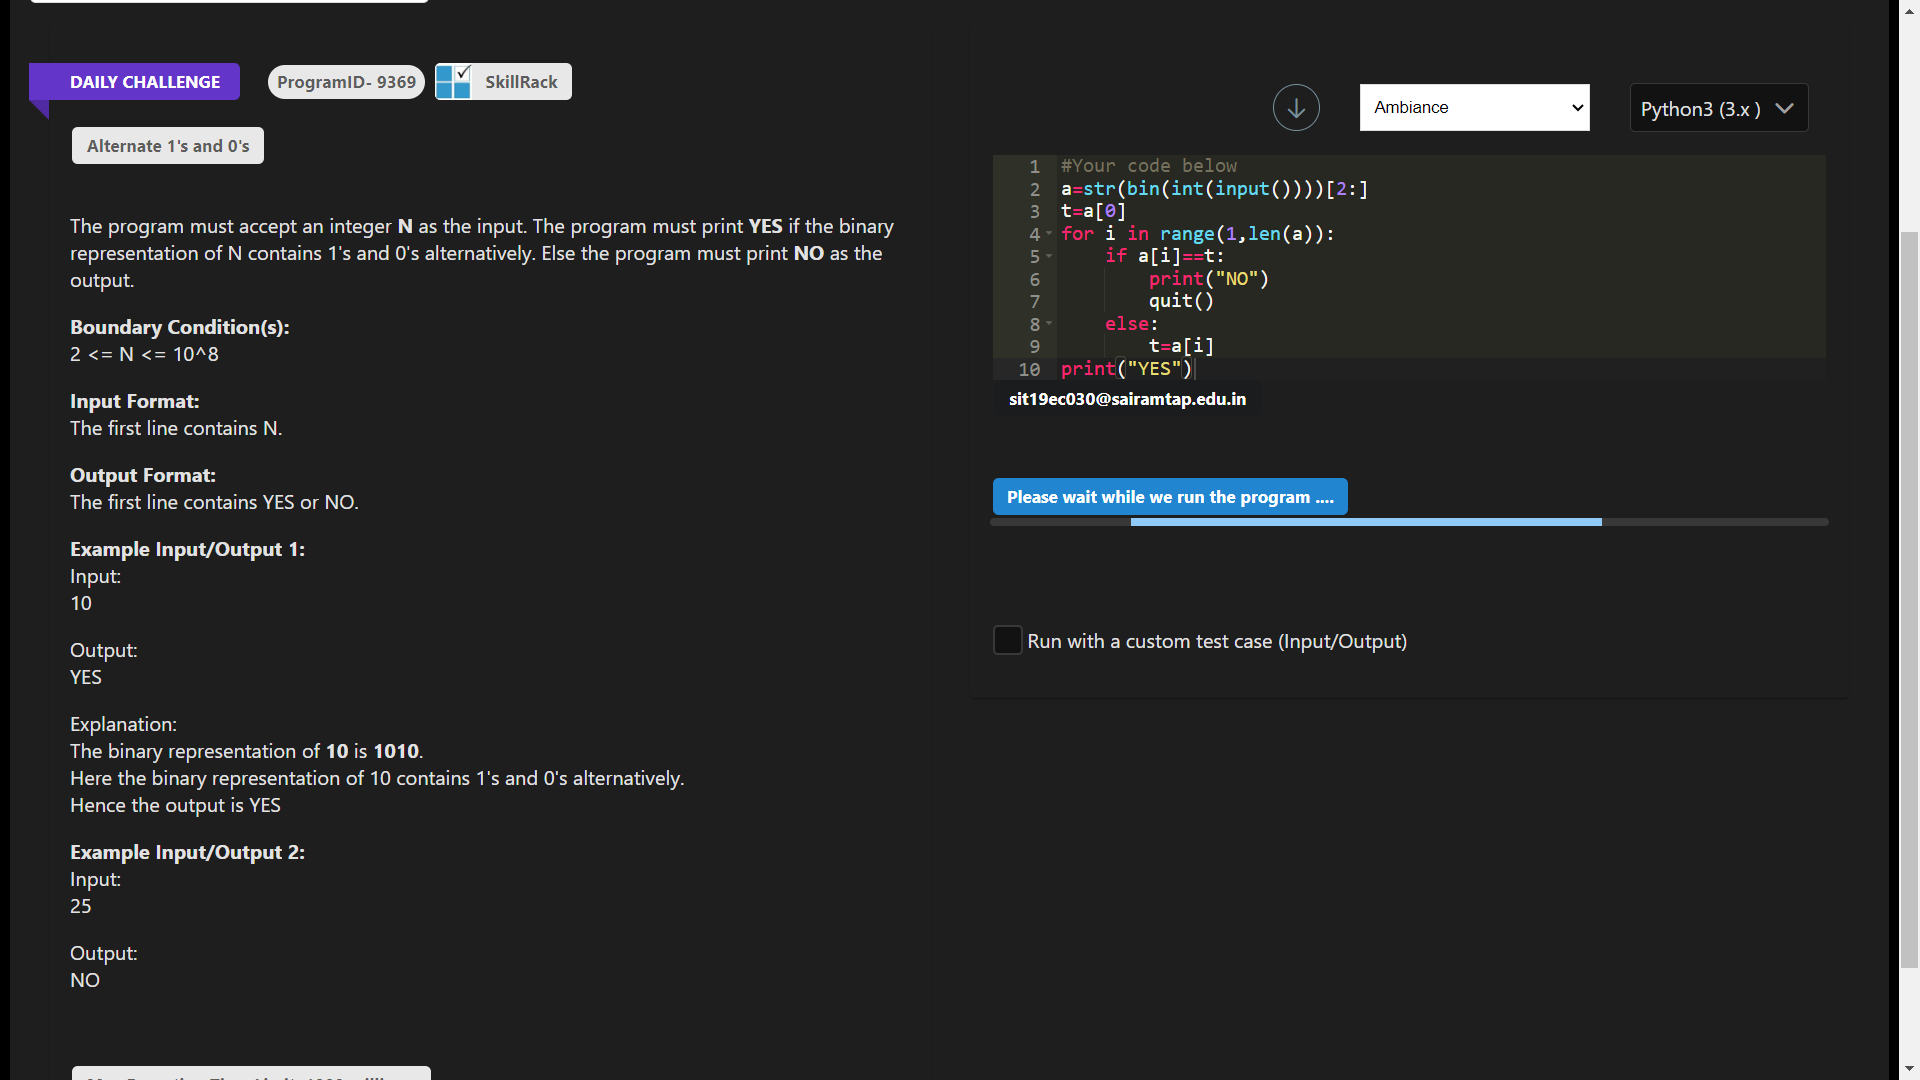 DAILY CHALLENGE
ProgramID- 9369
SkillRack
Alternate 1's and 0's
The program must accept an integer N as the input. The program must print YES if the binary
representation of N contains 1's and 0's alternatively. Else the program must print NO as the
output.
Boundary Condition(s):
2 <= N <= 10^8
Input Format:
The first line contains N.
Output Format:
The first line contains YES or NO.
Example Input/Output 1:
Input:
10
Output:
YES
Explanation:
The binary representation of 10 is 1010.
Here the binary representation of 10 contains 1's and 0's alternatively.
Hence the output is YES
Example Input/Output 2:
Input:
25
Output:
NO
Ambiance
Python3 (3.x )
1 #Your code below
2 a=str(bin(int(input())))[2:]
3 t=a[0]
4 for i in range(1,len(a)):
5     if a[i]==t:
6         print("NO")
7         quit()
8     else:
9         t=a[i]
10 print("YES")
sit19ec030@sairamtap.edu.in
Please wait while we run the program ....
Run with a custom test case (Input/Output)